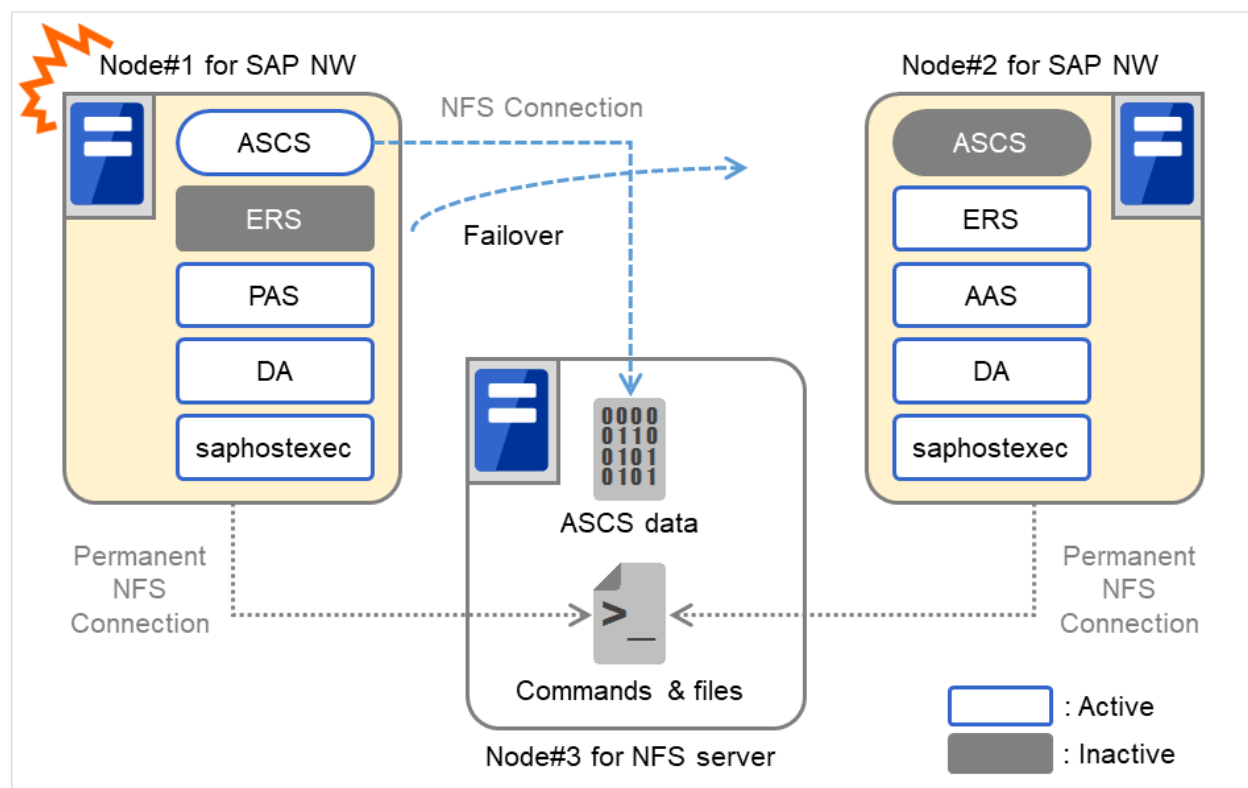 Node#1 for SAP NW
Node#2 for SAP NW
NFS Connection
ASCS
ERS
PAS
DA
saphostexec
Failover
ASCS
ERS
AAS
DA
saphostexec
0000
0110
0101
0101
ASCS data
Permanent
NFS
Connection
Permanent
NFS
Connection
>_
Commands & files
Node#3 for NFS server
: Active
: Inactive